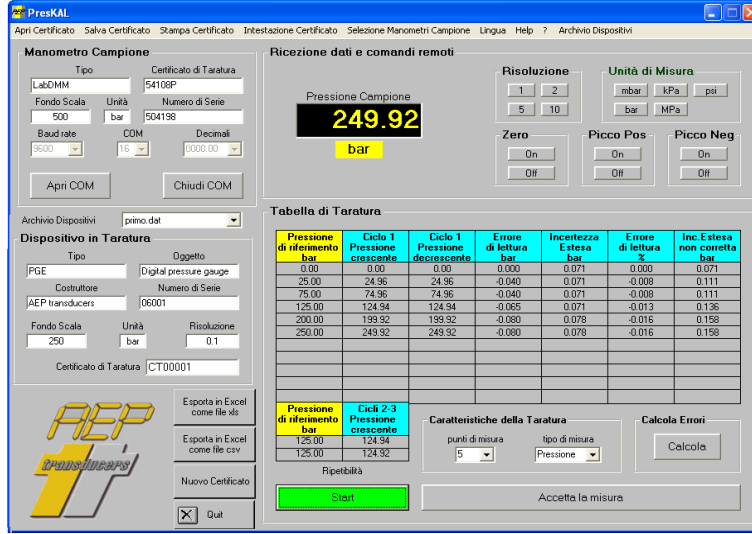 PresKAL
Apri Certificato Salva Certificato Stampa Certificato Intestazione Certificato Selezione Manometri Campione Lingua Help ? Archivio Dispositivi
Manometro Campione
Tipo Certificato di Taratura
LabDMM 54108P
Fondo Scala Unità Numero di Serie
500 bar 504198
Baud rate COM Decimali
9600 16 0000.00
Apri COM Chiudi COM
Archivio Dispositivi primo.dat
Dispositivo in Taratura
Tipo Oggetto
PGE Digital pressure gauge
Costruttore Numero di Serie
AEP transducers 06001
Fondo Scala Unità Risoluzione
250 bar 0.1
Certificato di Taratura CT00001
AEP
transducers
Esporta in Excel
come file xls
Esporta in Excel
come file csv
Nuovo Certificato
Quit
Ricezione dati e comandi remoti
Pressione Campione
249.92
bar
Risoluzione
1 2
5 10
Unità di Misura
mbar kPa psi
bar MPa
Zero
On
Off
Picco Pos
On
Off
Picco Neg
On
Off
Tabella di Taratura
Pressione Ciclo 1 Ciclo 1 Errore Incertezza Errore Inc.Estesa
di riferimento Pressione Pressione di lettura Estesa di lettura non corretta
bar crescente decrescente bar bar % bar
0.00 0.00 0.00 0.000 0.071 0.000 0.071
25.00 24.96 24.96 -0.040 0.071 -0.008 0.111
75.00 74.96 74.96 -0.040 0.071 -0.008 0.111
125.00 124.94 124.94 -0.065 0.071 -0.013 0.136
200.00 199.92 199.92 -0.080 0.078 -0.016 0.158
250.00 249.92 249.92 -0.080 0.078 -0.016 0.158
Pressione Cicli 2-3
di riferimento Pressione
bar crescente
125.00 124.94
125.00 124.92
Ripetibilità
Caratteristiche della Taratura
punti di misura tipo di misura
5 Pressione
Calcola Errori
Calcola
Start Accetta la misura